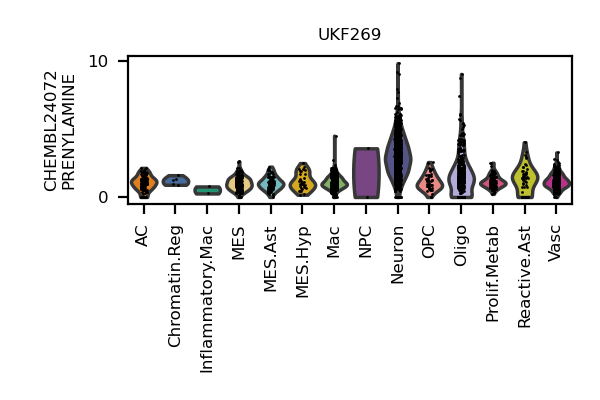 UKF269
CHEMBL24072
PRENYLAMINE
10
0
AC
Chromatin.Reg
Inflammatory.Mac
MES
MES.Ast
MES.Hyp
Mac
NPC
Neuron
OPC
Oligo
Prolif.Metab
Reactive.Ast
Vasc